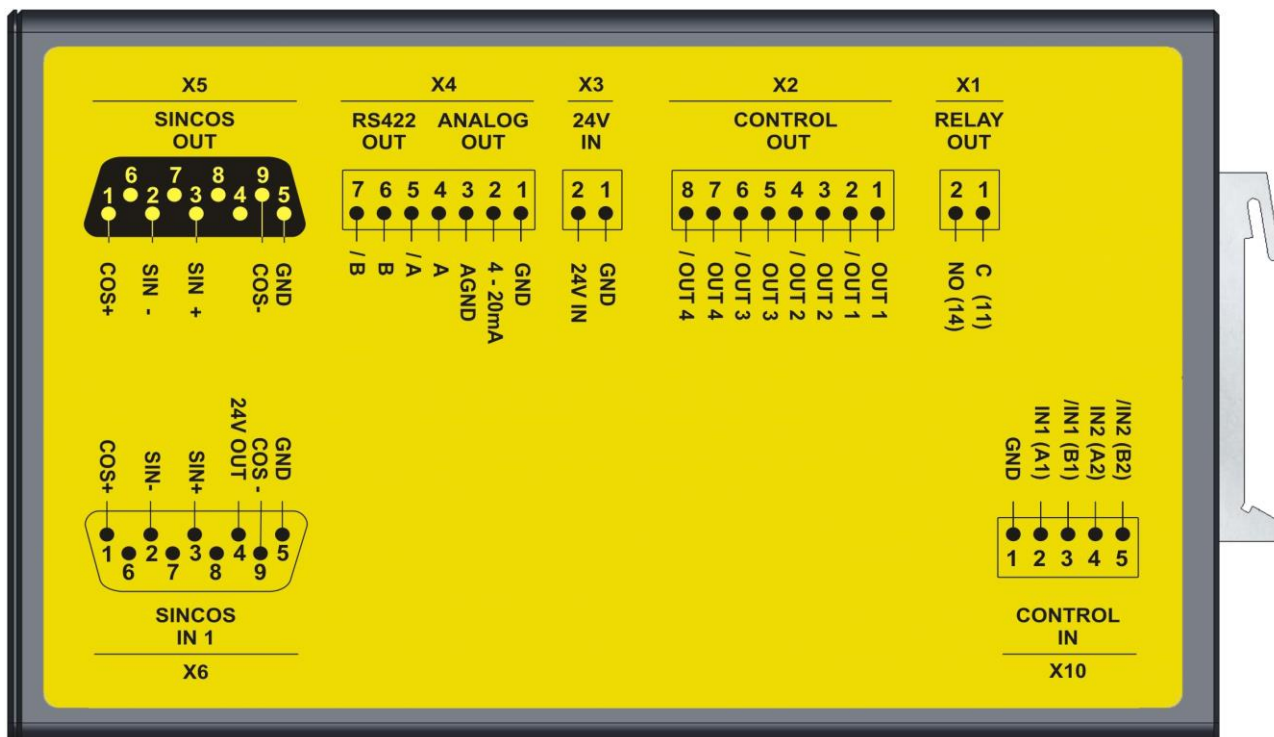 X5
SINCOS
OUT
6 7 8 9
1 2 3 4 5
COS+
SIN -
SIN +
COS-
GND
X4
RS422 ANALOG
OUT OUT
7 6 5 4 3 2 1
/ B
B
/ A
A
AGND
4 - 20mA
GND
X3
24V
IN
2 1
24V IN
GND
X2
CONTROL
OUT
8 7 6 5 4 3 2 1
/ OUT 4
OUT 4
/ OUT 3
OUT 3
/ OUT 2
OUT 2
/ OUT 1
OUT 1
X1
RELAY
OUT
2 1
NO (14)
C (11)
COS+
SIN-
SIN+
24V OUT
COS -
GND
1 2 3 4 5
6 7 8 9
SINCOS
IN 1
X6
GND
IN1 (A1)
/IN1 (B1)
IN2 (A2)
/IN2 (B2)
1 2 3 4 5
CONTROL
IN
X10